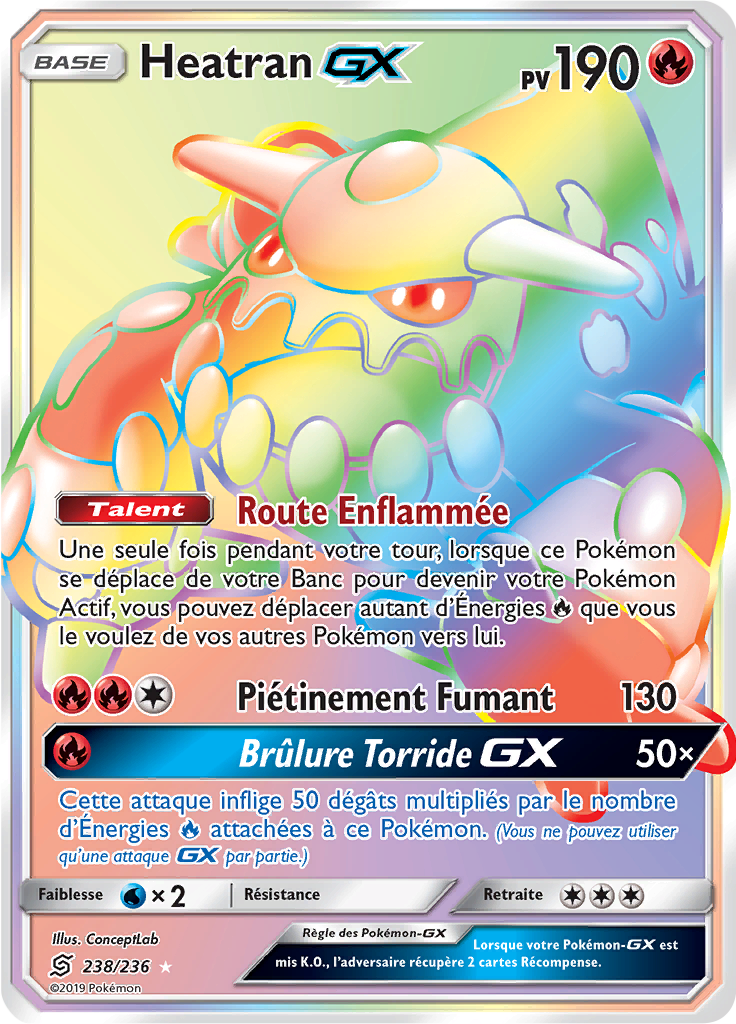 BASE Heatran GX PV 190
Talent Route Enflammée
Une seule fois pendant votre tour, lorsque ce Pokémon
se déplace de votre Banc pour devenir votre Pokémon
Actif, vous pouvez déplacer autant d'Énergies que vous
le voulez de vos autres Pokémon vers lui.
Piétinement Fumant 130
Brûlure Torride GX 50×
Cette attaque inflige 50 dégâts multipliés par le nombre
d'Énergies attachées à ce Pokémon. (Vous ne pouvez utiliser
qu'une attaque GX par partie.)
Faiblesse ×2 Résistance Retraite
Illus. ConceptLab
238/236
©2019 Pokémon
Règle des Pokémon-GX
Lorsque votre Pokémon-GX est
mis K.O., l'adversaire récupère 2 cartes Récompense.